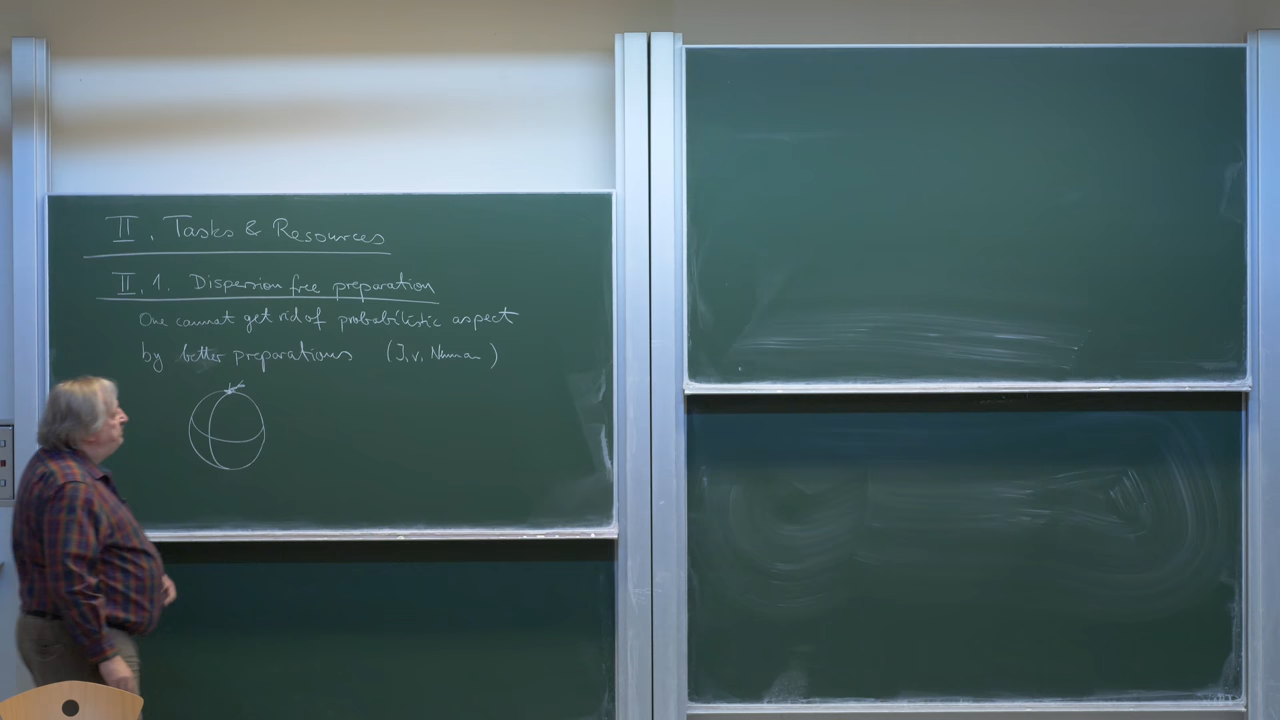 II. Tasks & Resources
II.1. Dispersion free preparation
One cannot get rid of probabilistic aspect
by better preparations (J.v. Neuman)